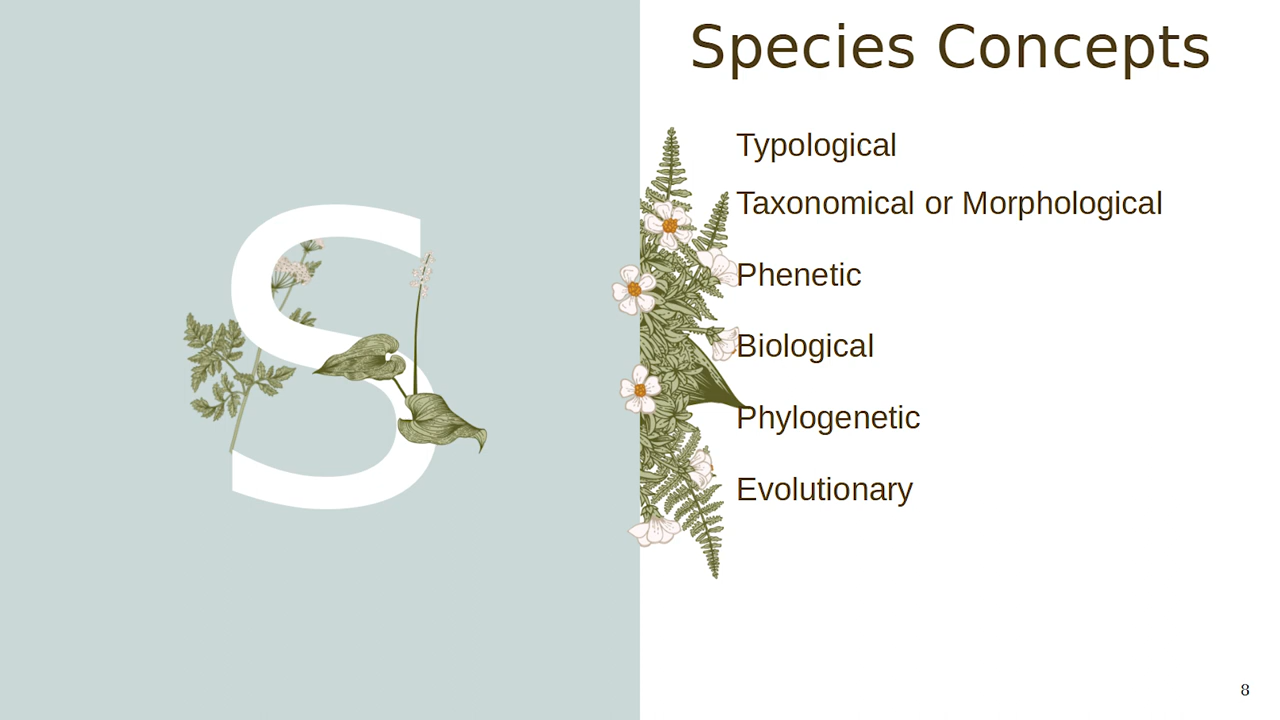 Species Concepts
S
Typological
Taxonomical or Morphological
Phenetic
Biological
Phylogenetic
Evolutionary
8